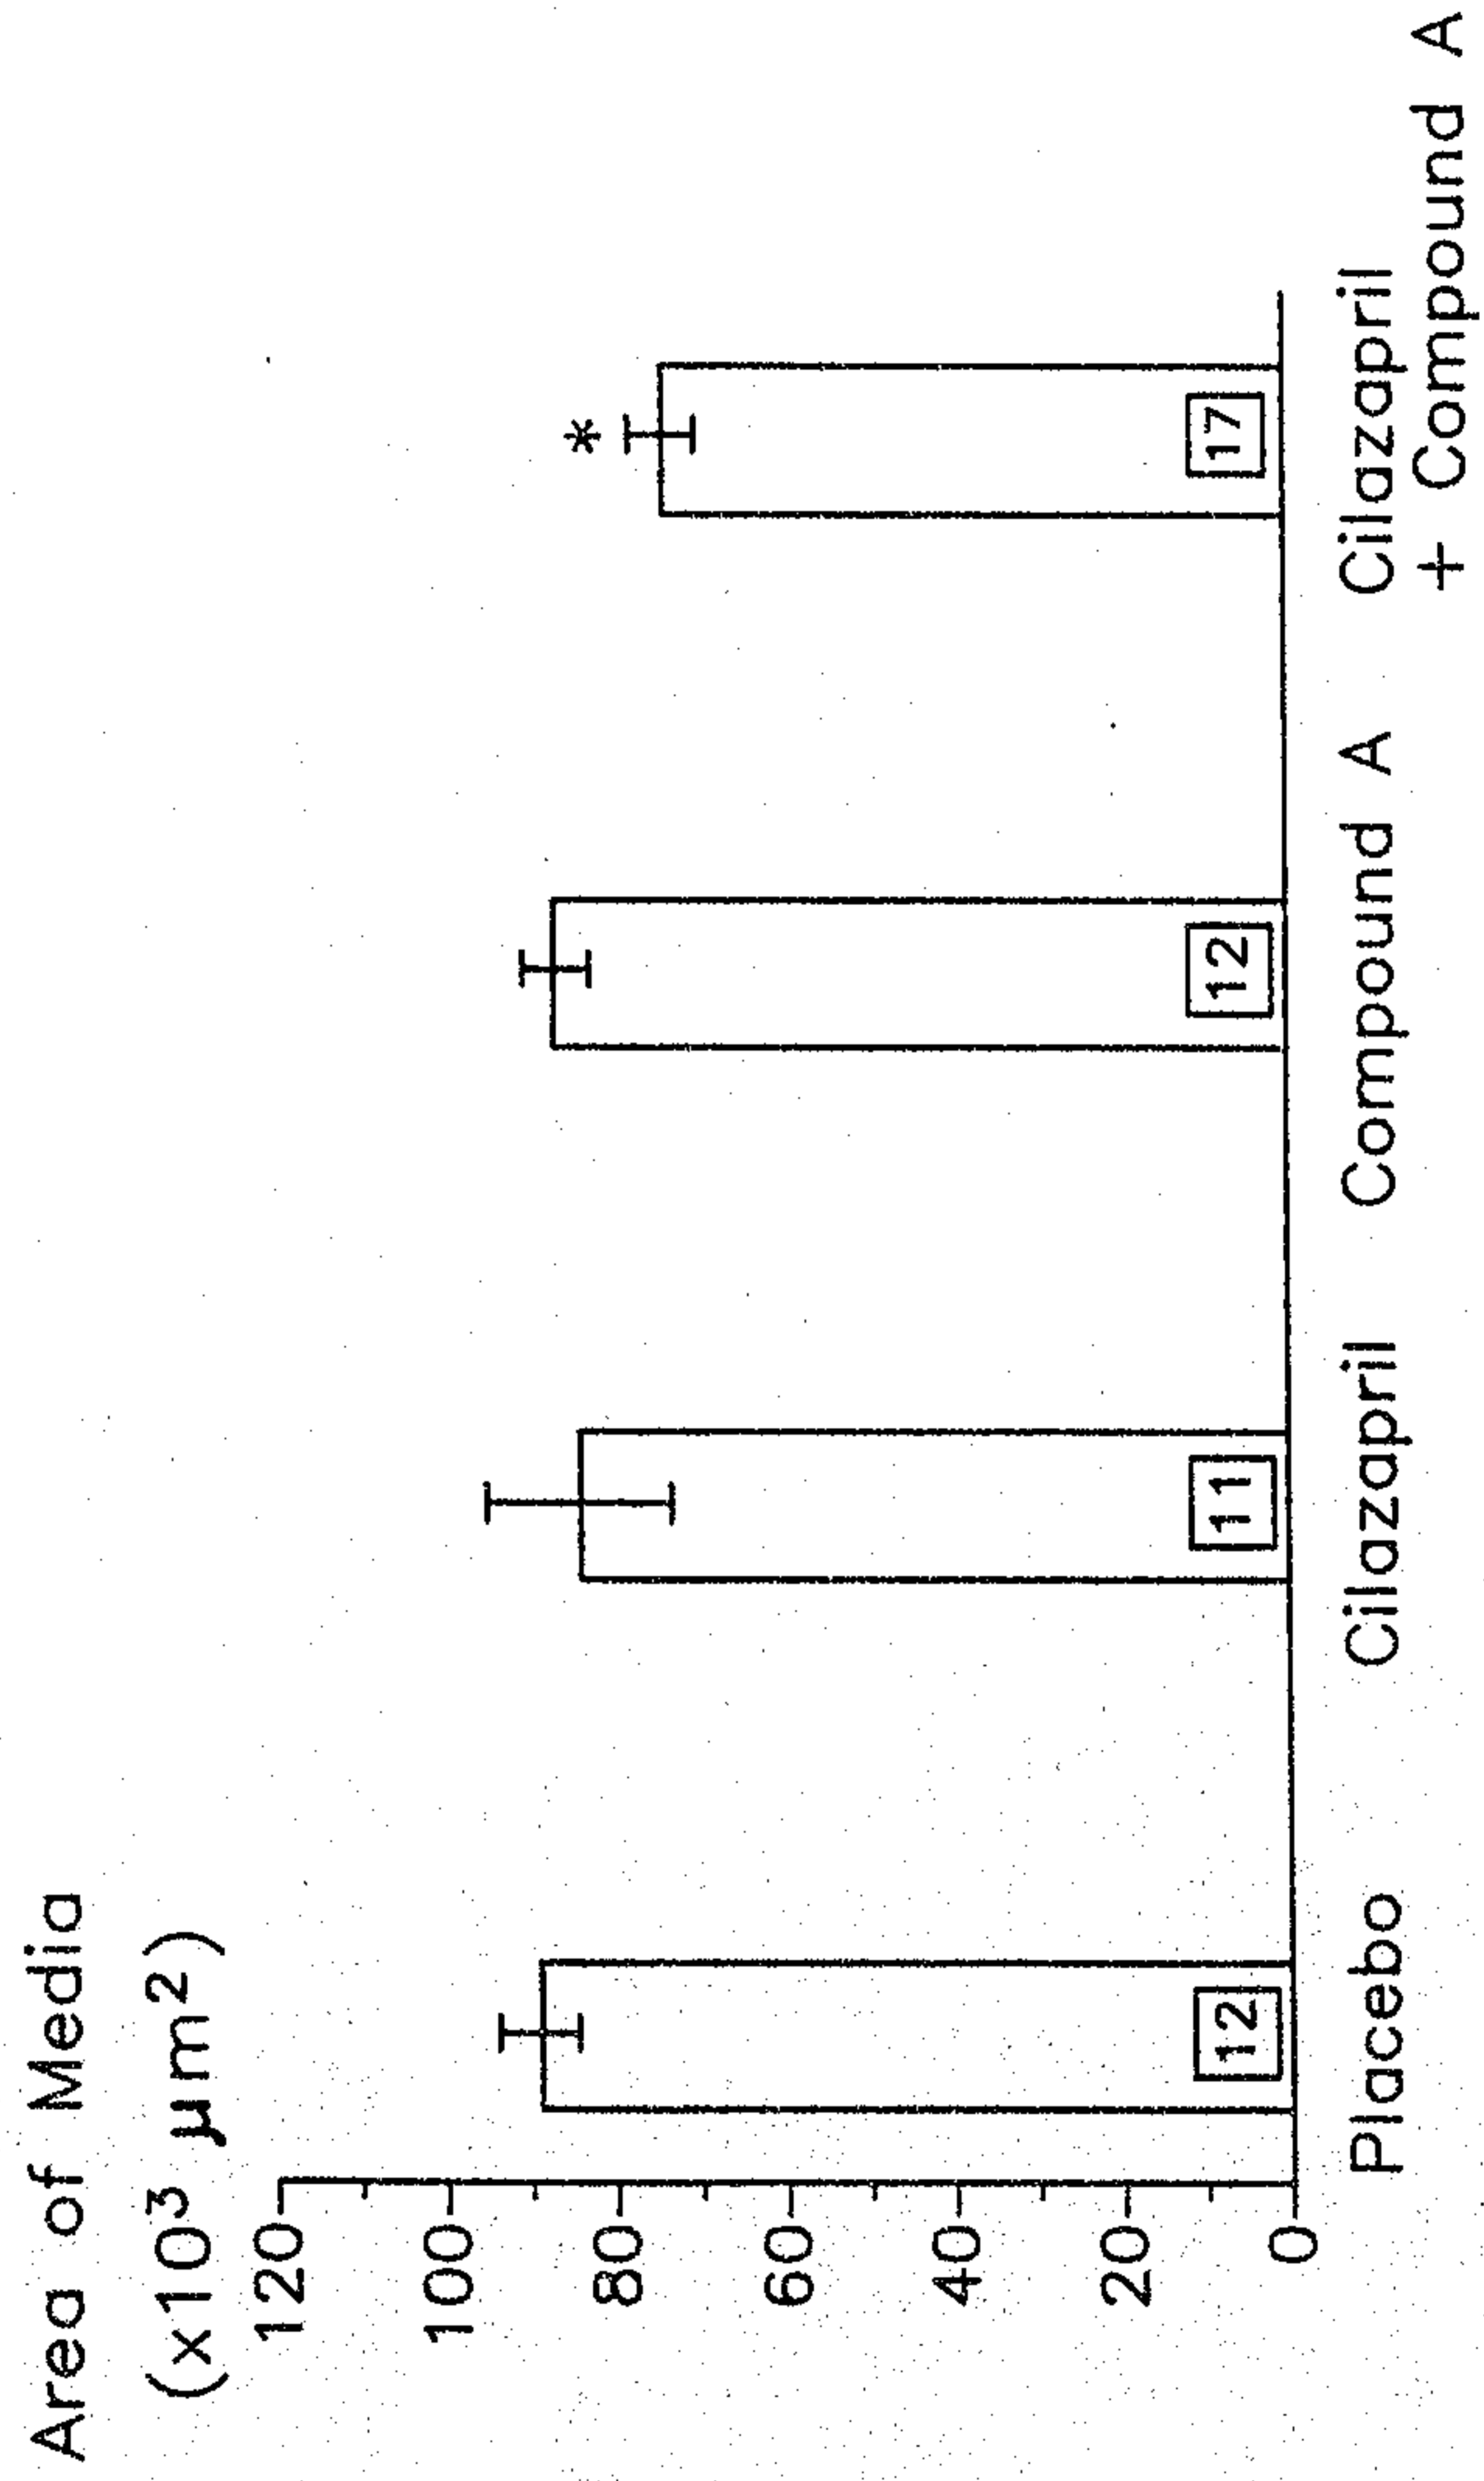 Area of Media
(x10³ μm²)
120
100
80
60
40
20
0
12
11
12
17
*
Placebo
Cilazapril
Compound A
Cilazapril
+ Compound A